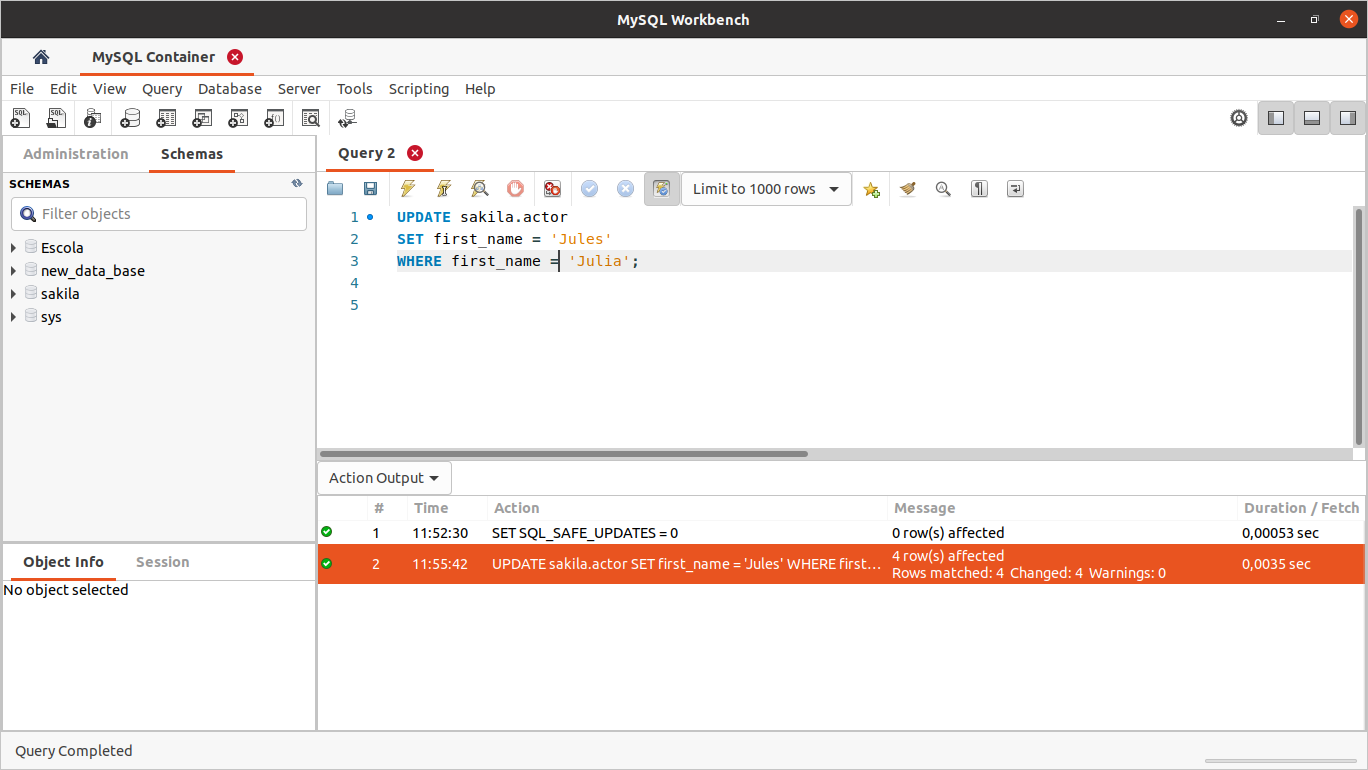 MySQL Workbench
MySQL Container
File Edit View Query Database Server Tools Scripting Help
Administration Schemas
SCHEMAS
Filter objects
Escola
new_data_base
sakila
sys
Object Info Session
No object selected
Query 2
Limit to 1000 rows
1 UPDATE sakila.actor
2 SET first_name = 'Jules'
3 WHERE first_name = 'Julia';
4
5
Action Output
# Time Action Message Duration / Fetch
1 11:52:30 SET SQL_SAFE_UPDATES = 0 0 row(s) affected 0,00053 sec
2 11:55:42 UPDATE sakila.actor SET first_name = 'Jules' WHERE first... 4 row(s) affected 0,0035 sec
Rows matched: 4 Changed: 4 Warnings: 0
Query Completed